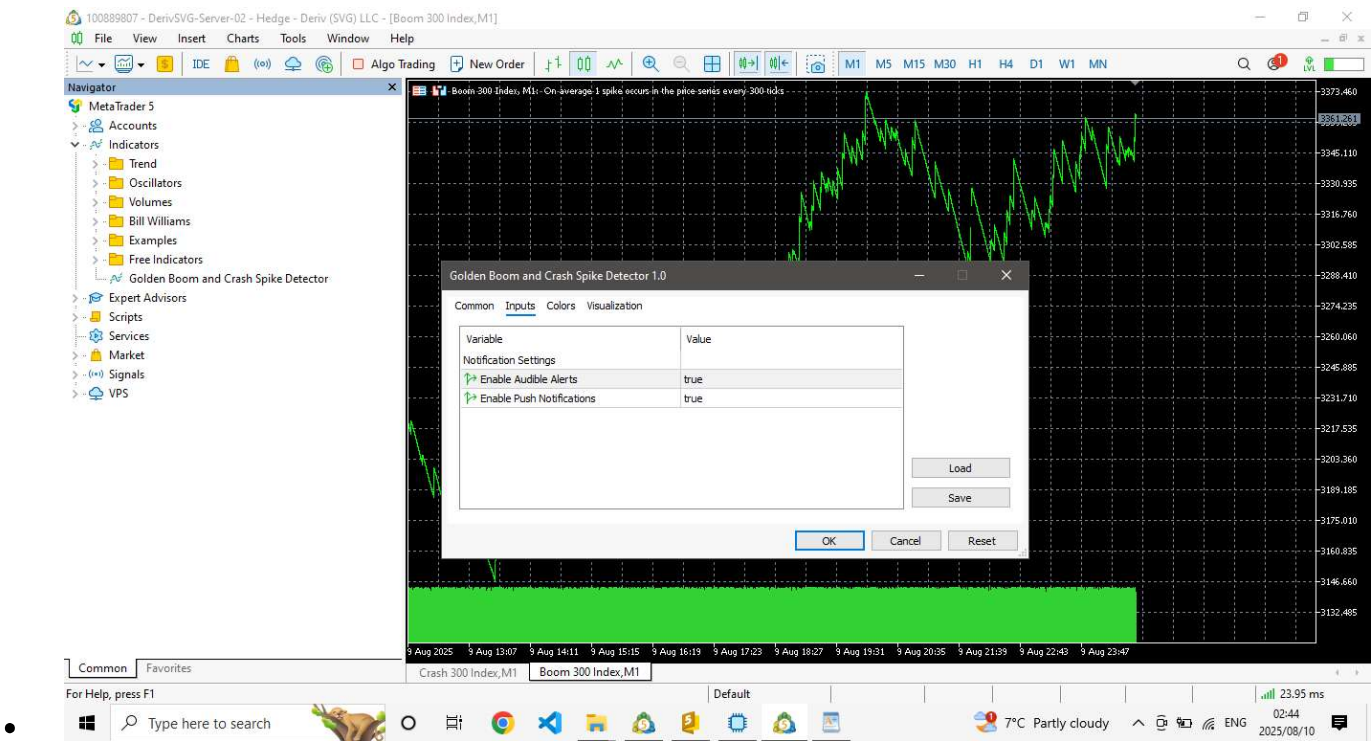 100889807 - DerivSVG-Server-02 - Hedge - Deriv (SVG) LLC - [Boom 300 Index,M1]
File View Insert Charts Tools Window Help
IDE Algo Trading New Order M1 M5 M15 M30 H1 H4 D1 W1 MN LVL
Navigator
MetaTrader 5
Accounts
Indicators
Trend
Oscillators
Volumes
Bill Williams
Examples
Free Indicators
Golden Boom and Crash Spike Detector
Expert Advisors
Scripts
Services
Market
Signals
VPS
Common Favorites
Boom 300 Index, M1: On average 1 spike occurs in the price series every 300 ticks
3373.460
3361.261
3345.110
3330.935
3316.760
3302.585
3288.410
3274.235
3260.060
3245.885
3231.710
3217.535
3203.360
3189.185
3175.010
3160.835
3146.660
3132.485
Golden Boom and Crash Spike Detector 1.0
Common Inputs Colors Visualization
Variable Value
Notification Settings
Enable Audible Alerts true
Enable Push Notifications true
Load
Save
OK Cancel Reset
9 Aug 2025 9 Aug 13:07 9 Aug 14:11 9 Aug 15:15 9 Aug 16:19 9 Aug 17:23 9 Aug 18:27 9 Aug 19:31 9 Aug 20:35 9 Aug 21:39 9 Aug 22:43 9 Aug 23:47
Crash 300 Index,M1 Boom 300 Index,M1
For Help, press F1 Default 23.95 ms
Type here to search 7°C Partly cloudy ENG 02:44
2025/08/10